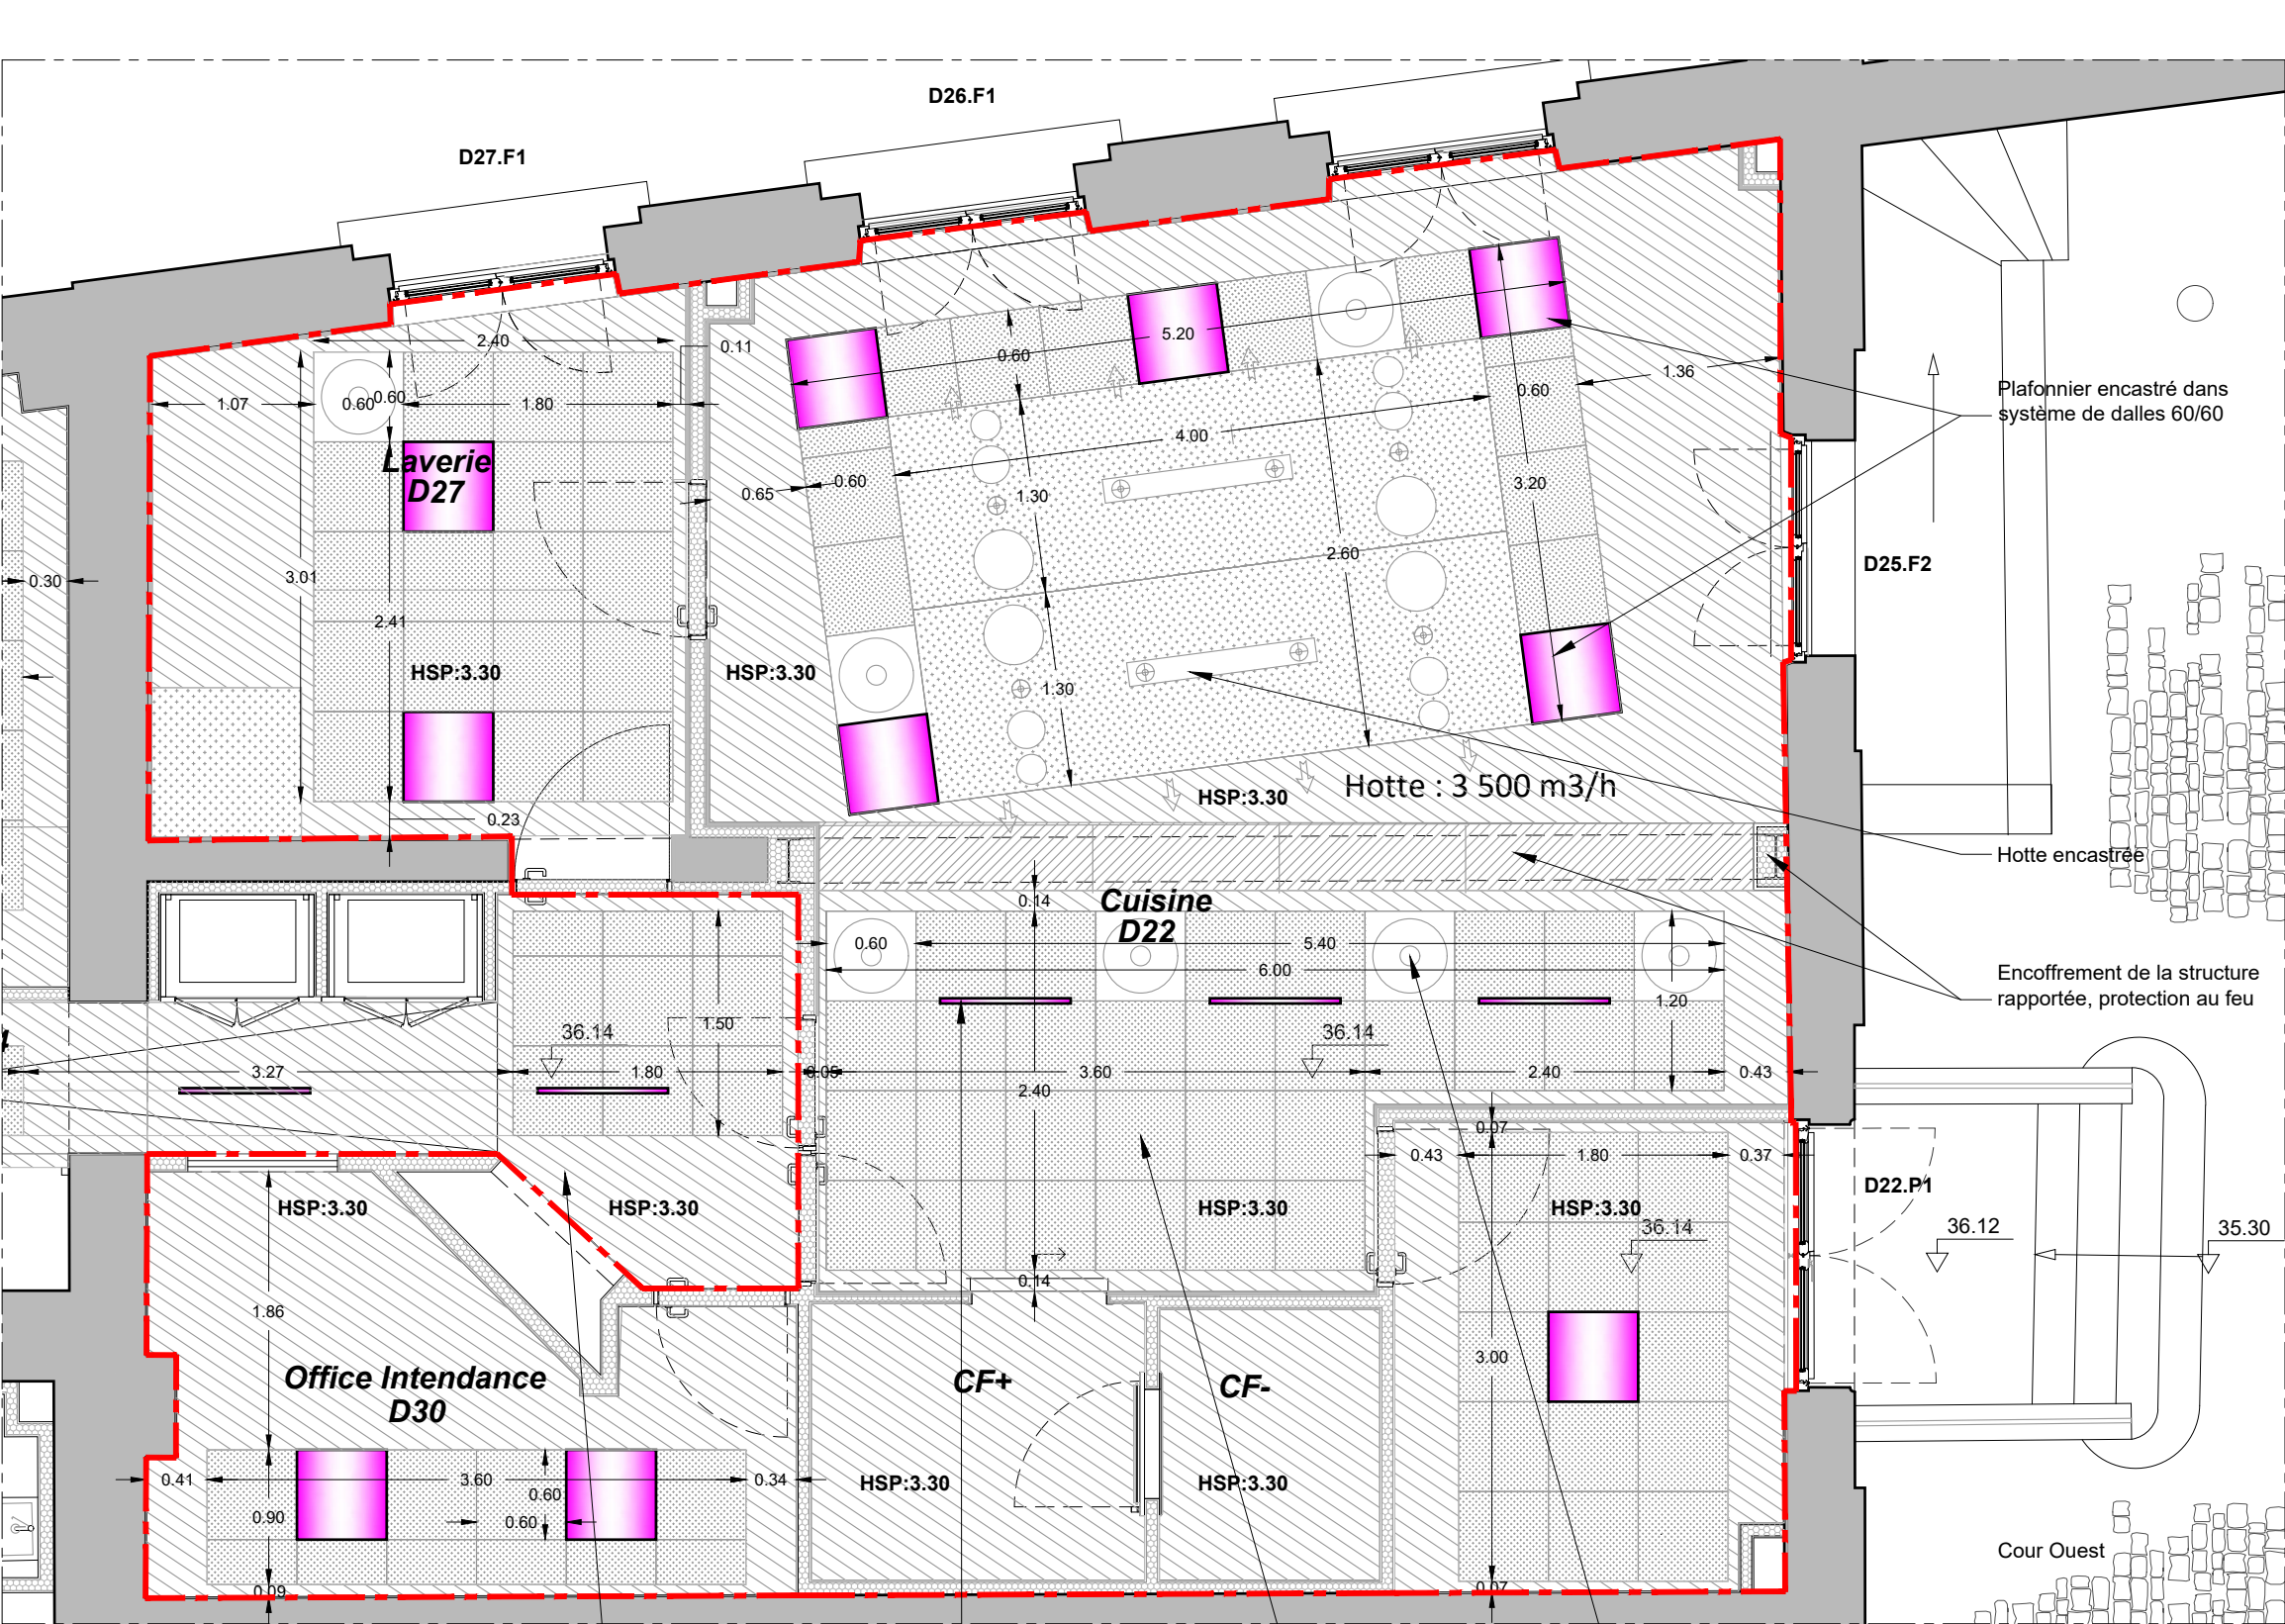 D26.F1
D27.F1
2.40
0.11
5.20
0.60
1.36
Plafonnier encastré dans
système de dalles 60/60
1.07
0.60
0.60
1.80
0.60
4.00
Laverie
D27
0.65
0.60
1.30
3.20
2.60
D25.F2
0.30
3.01
2.41
HSP:3.30
HSP:3.30
1.30
Hotte : 3 500 m3/h
HSP:3.30
0.23
Hotte encastrée
Cuisine
D22
0.14
0.60
5.40
6.00
1.20
Encoffrement de la structure
rapportée, protection au feu
1.50
36.14
36.14
3.27
1.80
0.05
3.60
2.40
0.43
2.40
0.07
0.43
1.80
0.37
D22.P1
HSP:3.30
HSP:3.30
HSP:3.30
HSP:3.30
36.14
36.12
35.30
0.14
1.86
3.00
Office Intendance
D30
CF+
CF-
0.41
3.60
0.60
0.34
HSP:3.30
HSP:3.30
0.90
0.60
Cour Ouest
0.09
0.07